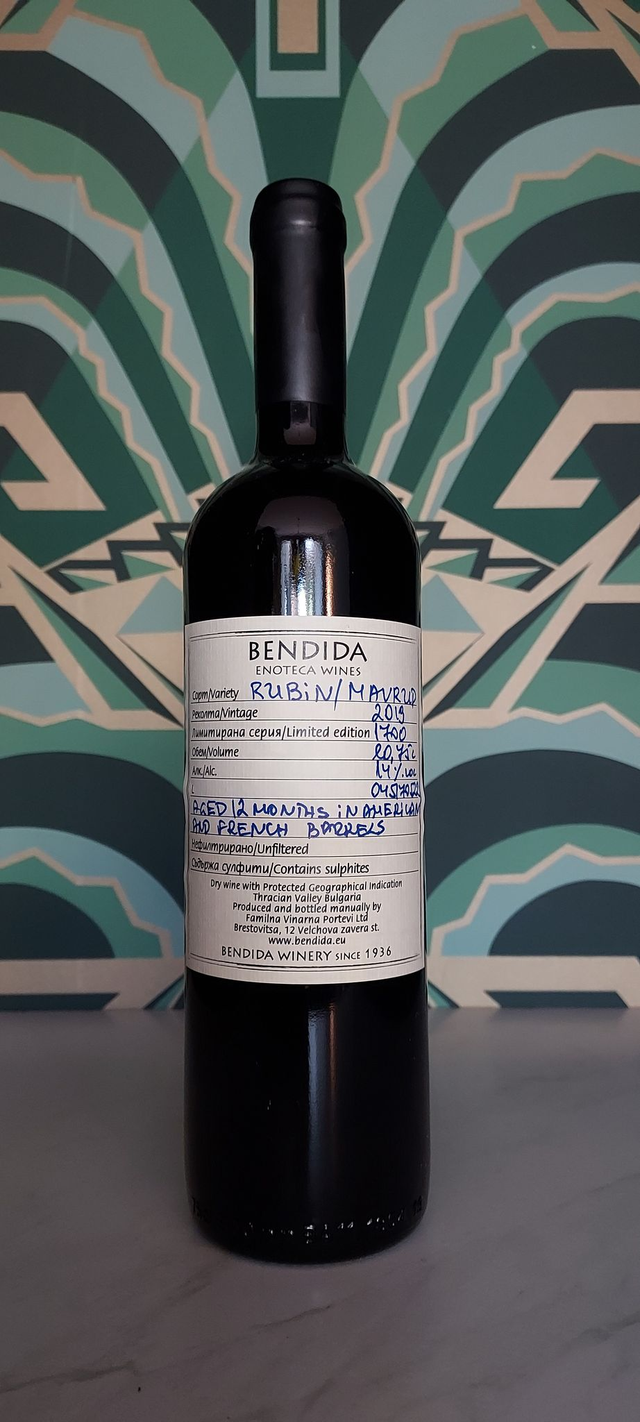 BENDIDA
ENOTECA WINES
Сорт/Variety RUBIN/MAVRUD
Реколта/Vintage 2019
Лимитирана серия/Limited edition 1700
Обем/Volume 0,75L
Алк./Alc. 14% vol
L
AGED 12 MONTHS IN AMERICAN
AND FRENCH BARRELS
Нефилтрирано/Unfiltered
Съдържа сулфити/Contains sulphites
Dry wine with Protected Geographical Indication
Thracian Valley Bulgaria
Produced and bottled manually by
Familna Vinarna Portevi Ltd
Brestovitsa, 12 Velchova zavera st.
www.bendida.eu
BENDIDA WINERY SINCE 1936